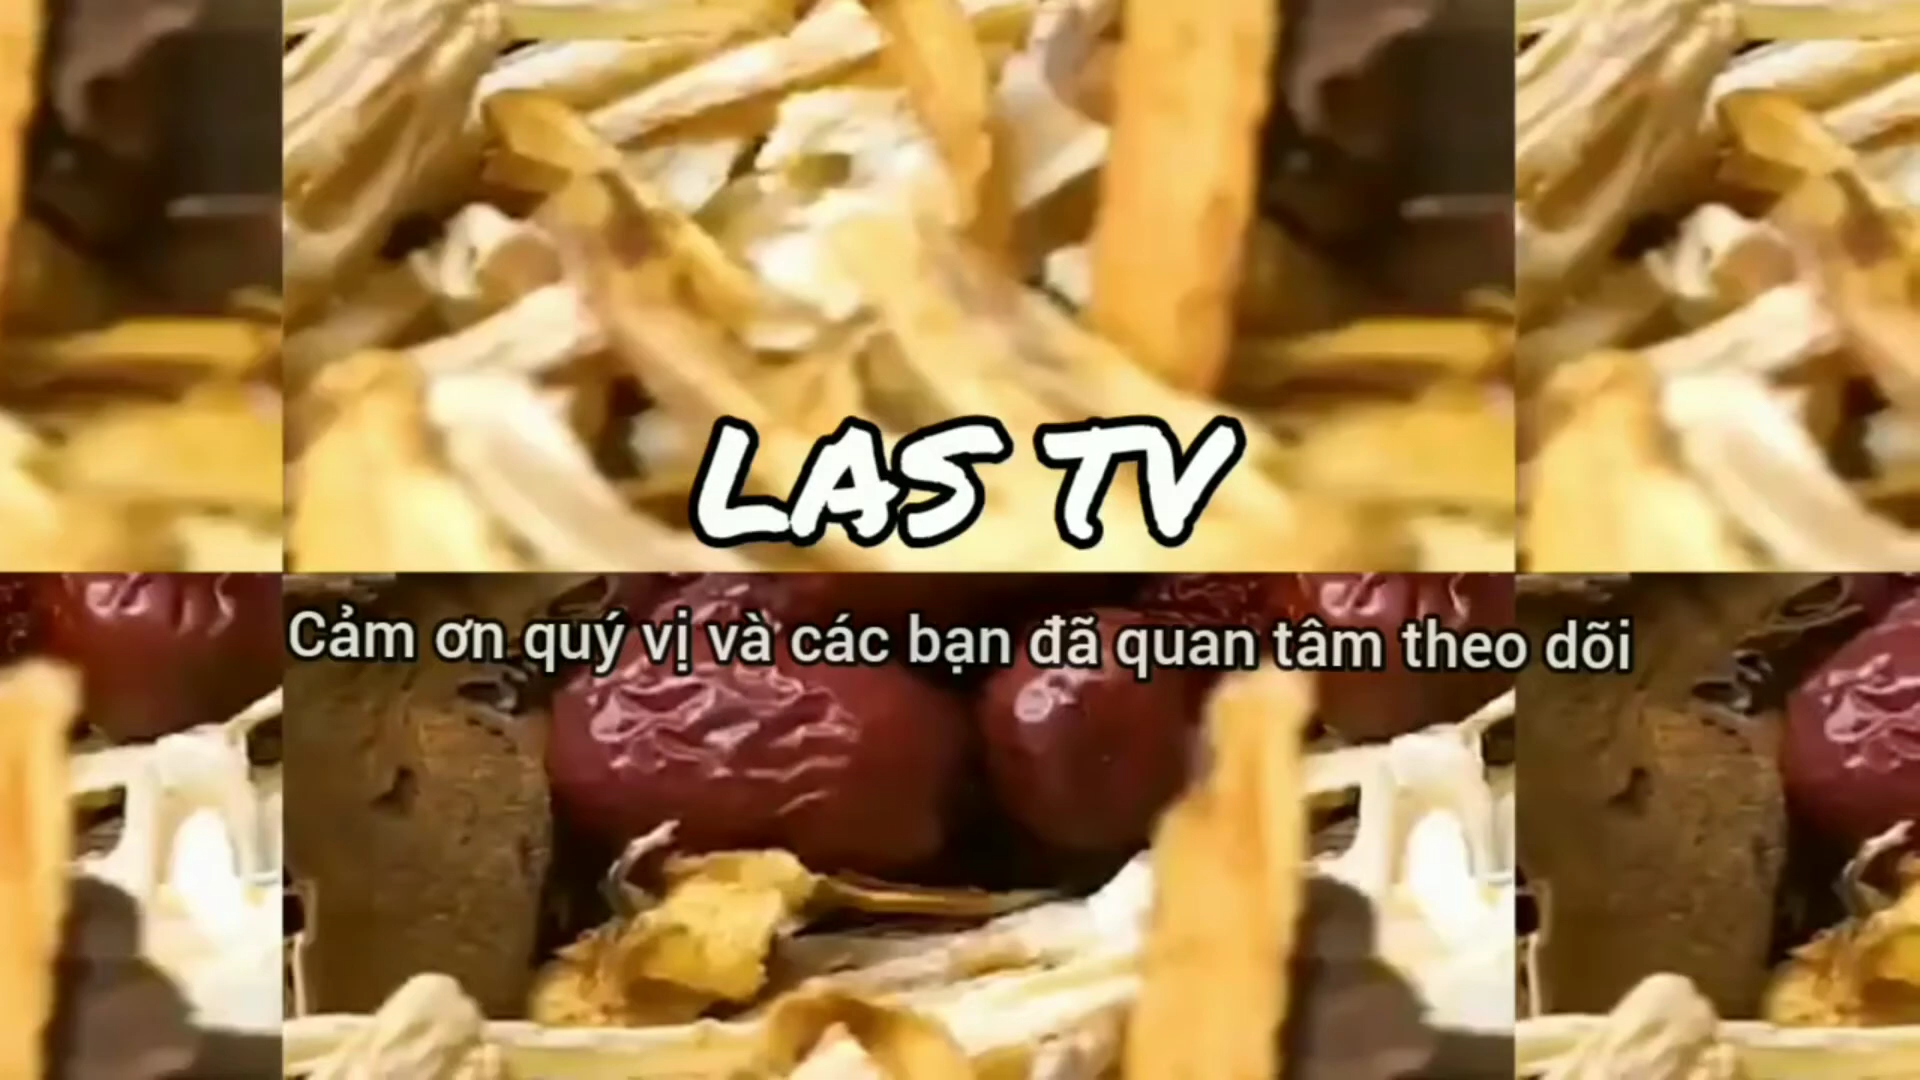 LAS TV
Cảm ơn quý vị và các bạn đã quan tâm theo dõi